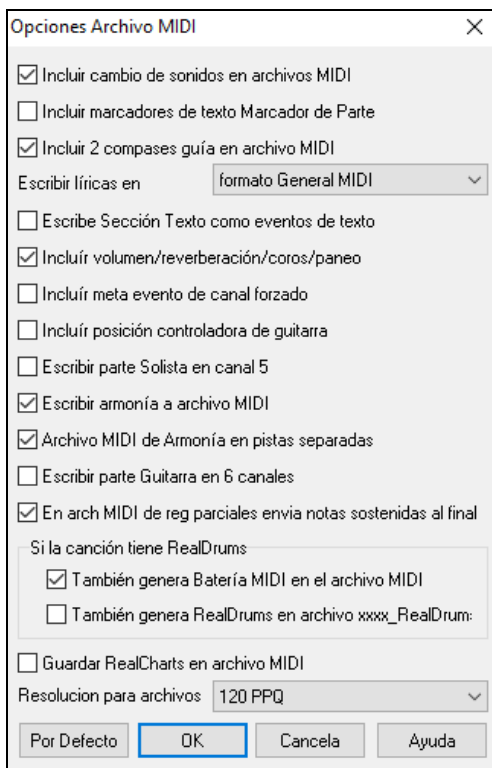 Opciones Archivo MIDI
Incluir cambio de sonidos en archivos MIDI
Incluir marcadores de texto Marcador de Parte
Incluir 2 compases guía en archivo MIDI
Escribir líricas en formato General MIDI
Escribe Sección Texto como eventos de texto
Incluír volumen/reverberación/coros/paneo
Incluír meta evento de canal forzado
Incluír posición controladora de guitarra
Escribir parte Solista en canal 5
Escribir armonía a archivo MIDI
Archivo MIDI de Armonía en pistas separadas
Escribir parte Guitarra en 6 canales
En arch MIDI de reg parciales envia notas sostenidas al final
Si la canción tiene RealDrums
También genera Batería MIDI en el archivo MIDI
También genera RealDrums en archivo xxxx_RealDrum:
Guardar RealCharts en archivo MIDI
Resolucion para archivos 120 PPQ
Por Defecto OK Cancela Ayuda